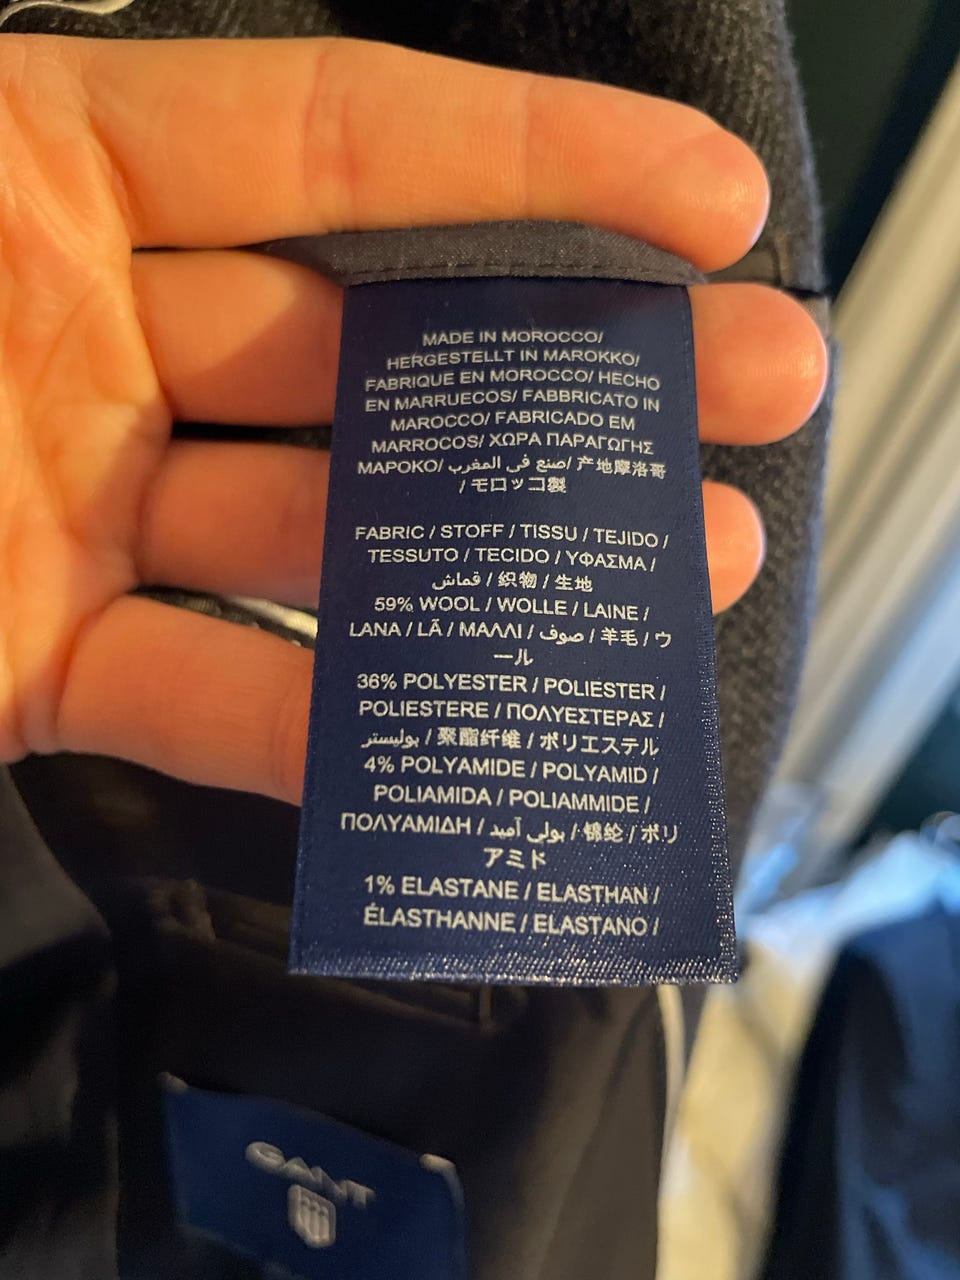 MADE IN MOROCCO/
HERGESTELLT IN MAROKKO/
FABRIQUE EN MOROCCO/ HECHO
EN MARRUECOS/ FABBRICATO IN
MAROCCO/ FABRICADO EM
MARROCOS/ ΧΩΡΑ ΠΑΡΑΓΩΓΗΣ
ΜΑΡΟΚΟ/ صنع في المغرب/ 产地摩洛哥
/ モロッコ製
FABRIC / STOFF / TISSU / TEJIDO /
TESSUTO / TECIDO / ΥΦΑΣΜΑ /
قماش / 织物 / 生地
59% WOOL / WOLLE / LAINE /
LANA / LÃ / ΜΑΛΛΙ / صوف / 羊毛 / ウ
ール
36% POLYESTER / POLIESTER /
POLIESTERE / ΠΟΛΥΕΣΤΕΡΑΣ /
بوليستر / 聚酯纤维 / ポリエステル
4% POLYAMIDE / POLYAMID /
POLIAMIDA / POLIAMMIDE /
ΠΟΛΥΑΜΙΔΗ / بولي آميد / 锦纶 / ポリ
アミド
1% ELASTANE / ELASTHAN /
ÉLASTHANNE / ELASTANO /
GANT